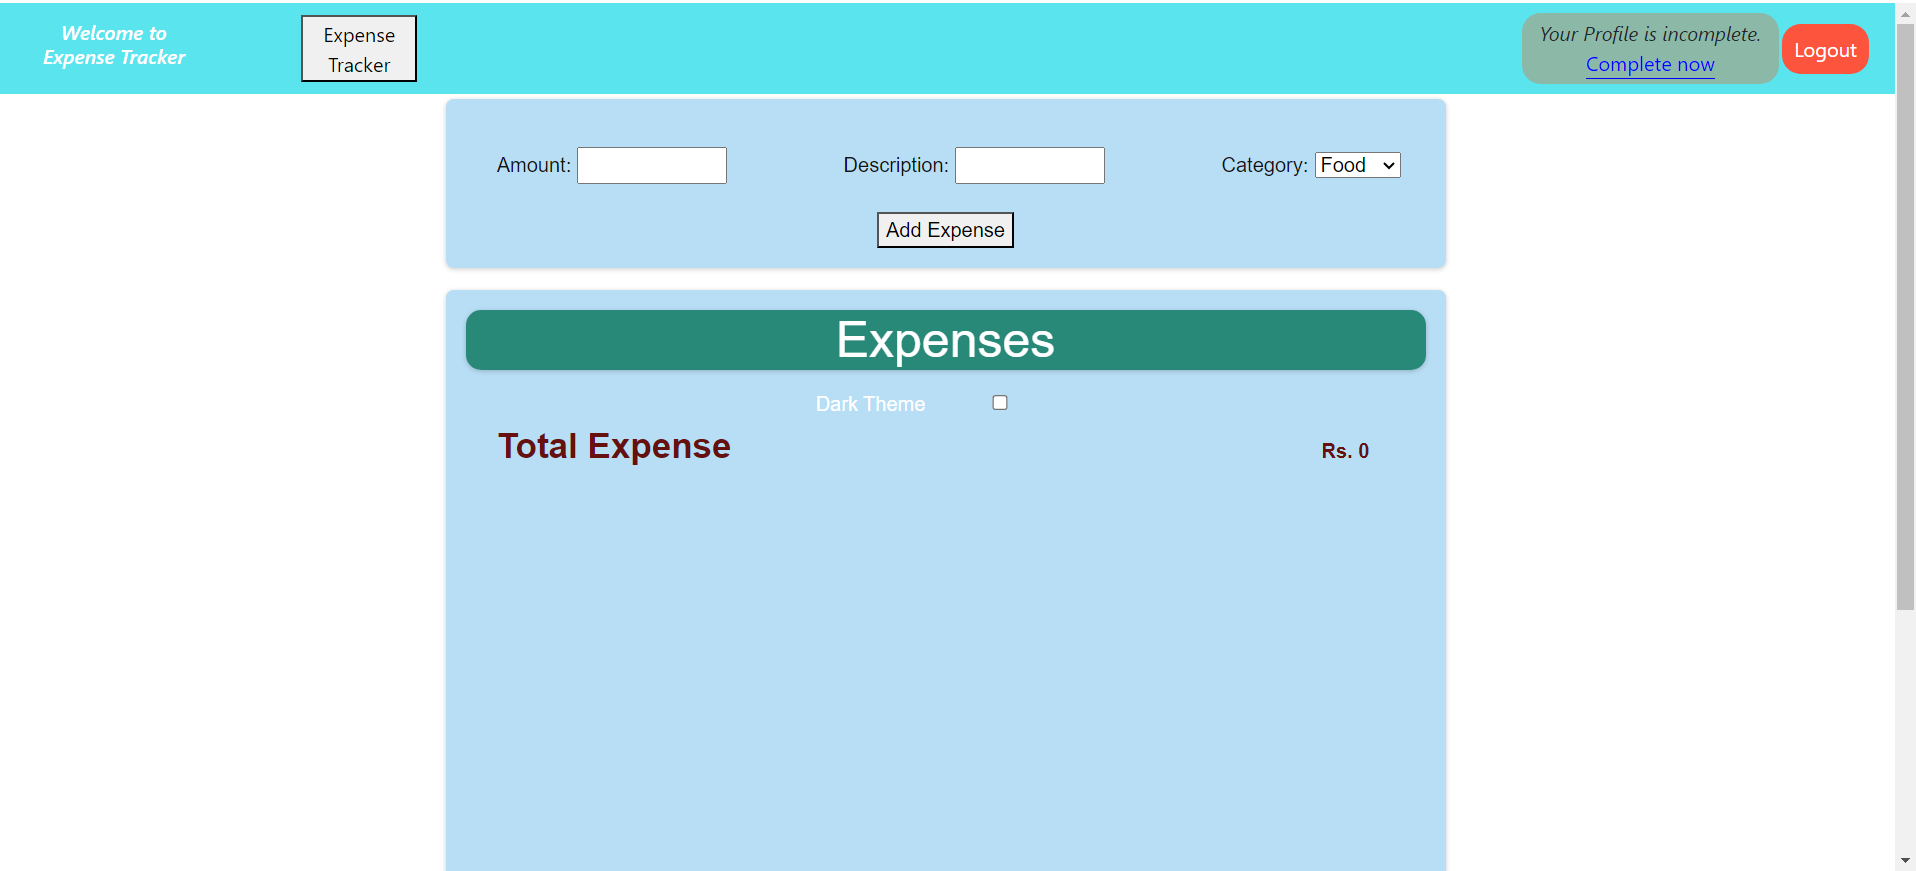 Welcome to
Expense Tracker
Expense
Tracker
Your Profile is incomplete.
Complete now
Logout
Amount:
Description:
Category: Food
Add Expense
Expenses
Dark Theme
Total Expense
Rs. 0